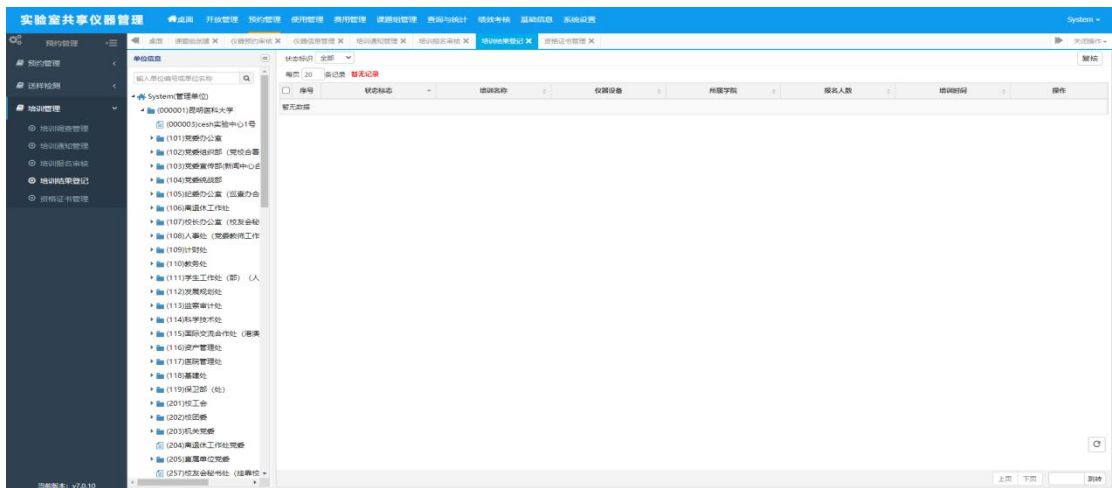 实验室共享仪器管理
桌面 开放管理 预约管理 使用管理 费用管理 课题组管理 查询与统计 绩效考核 基础信息 系统设置 System
预约管理
桌面 课题组创建 X 仪器预约审核 X 仪器信息管理 X 培训通知管理 X 培训报名审核 X 培训结果登记 X 资格证书管理 X 关闭操作
预约管理
送样检测
培训管理
培训调查管理
培训通知管理
培训报名审核
培训结果登记
资格证书管理
当前版本：v7.0.10
单位信息
输入单位编号或单位名称
System(管理单位)
(000001)昆明医科大学
(000003)cesh实验中心1号
(101)党委办公室
(102)党委组织部（党校合署
(103)党委宣传部(新闻中心合
(104)党委统战部
(105)纪委办公室（巡查办合
(106)离退休工作处
(107)校长办公室（校友会秘
(108)人事处（党委教师工作
(109)计财处
(110)教务处
(111)学生工作处（部）（人
(112)发展规划处
(113)监察审计处
(114)科学技术处
(115)国际交流合作处（港澳
(116)资产管理处
(117)医院管理处
(118)基建处
(119)保卫部（处）
(201)校工会
(202)校团委
(203)机关党委
(204)离退休工作处党委
(205)直属单位党委
(257)校友会秘书处（挂靠校
状态标识 全部 复核
每页 20 条记录 暂无记录
序号 状态标志 培训名称 仪器设备 所属学院 报名人数 培训时间 操作
暂无数据
上页 下页 跳转